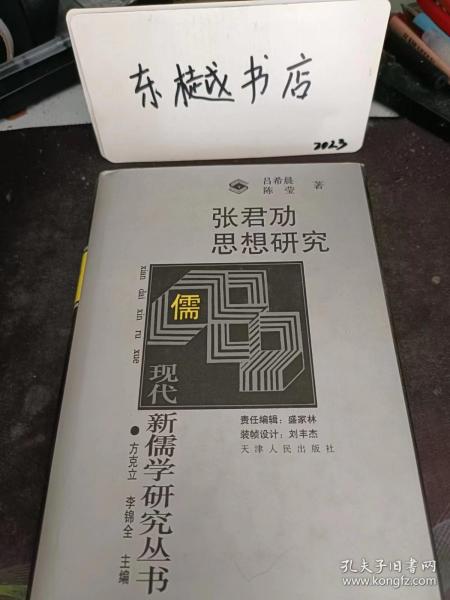 东樾书店
2023
吕希晨
陈莹 著
张君劢
思想研究
xian dai xin ru xue
儒
现代
新儒学研究丛书
●方克立 李锦全 主编
责任编辑：盛家林
装帧设计：刘丰杰
天津人民出版社
孔夫子旧书网
www.kongfz.com